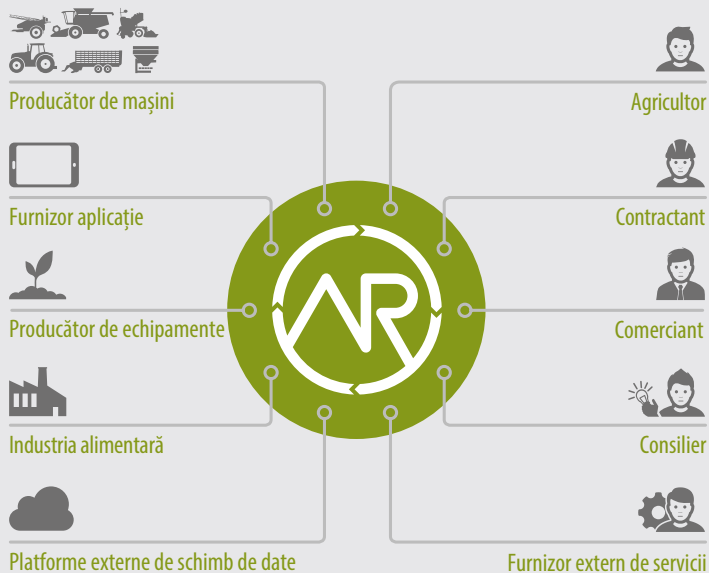 Producător de mașini
Agricultor
Furnizor aplicație
Contractant
Producător de echipamente
Comerciant
Industria alimentară
Consilier
Platforme externe de schimb de date
Furnizor extern de servicii
AR